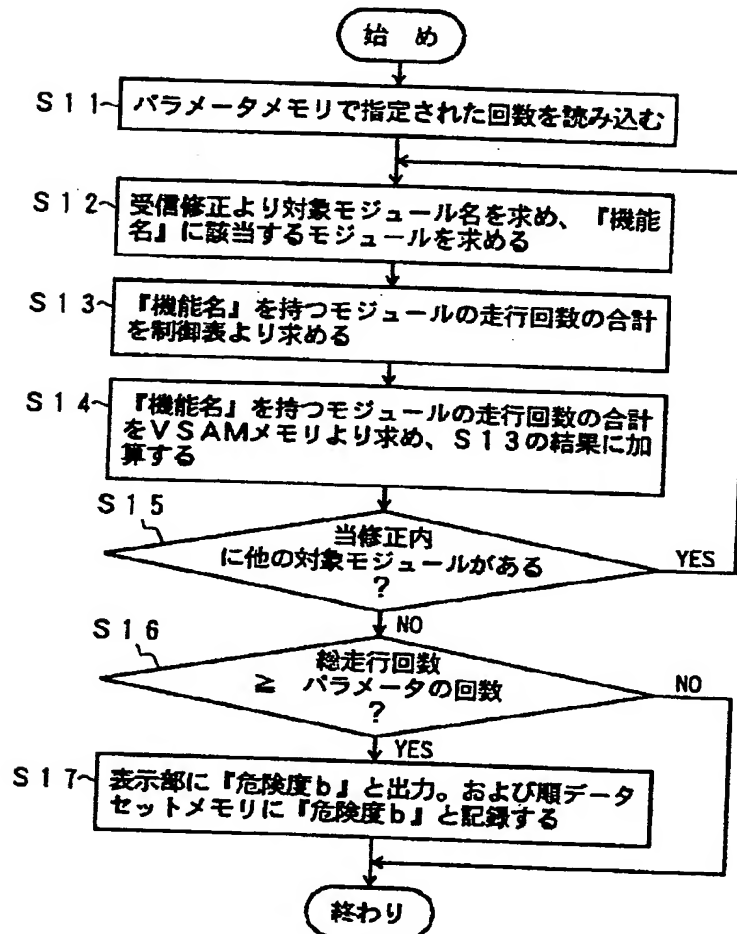 始 め
S11
パラメータメモリで指定された回数を読み込む
S12
受信修正より対象モジュール名を求め、『機能
名』に該当するモジュールを求める
S13
『機能名』を持つモジュールの走行回数の合計
を制御表より求める
S14
『機能名』を持つモジュールの走行回数の合計
をVSAMメモリより求め、S13の結果に加
算する
S15
当修正内
に他の対象モジュールがある
?
YES
NO
S16
総走行回数
≧ パラメータの回数
?
NO
YES
S17
表示部に『危険度b』と出力。および順データ
セットメモリに『危険度b』と記録する
終わり